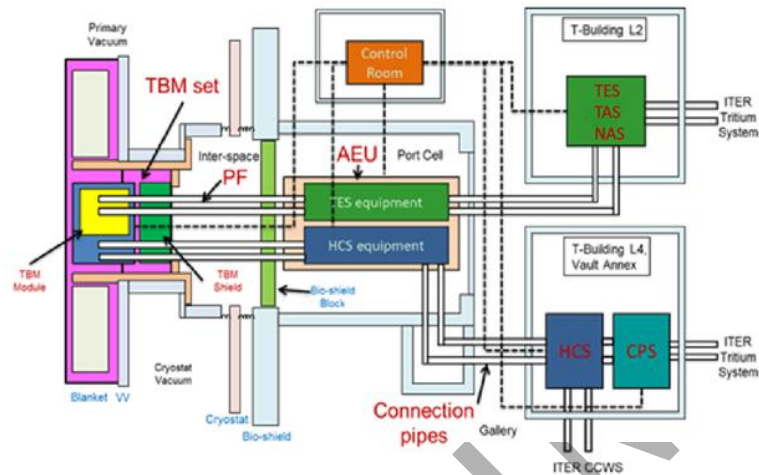 Primary
Vacuum
TBM set
Control
Room
T-Building L2
TES
TAS
NAS
ITER
Tritium
System
Inter-space
AEU
Port Cell
PF
TES equipment
HCS equipment
TBM
Module
TBM
Shield
Bio-shield
Block
T-Building L4,
Vault Annex
HCS
CPS
ITER
Tritium
System
Cryostat
Vacuum
Blanket VV
Cryostat
Bio-shield
Connection
pipes
Gallery
ITER CCWS